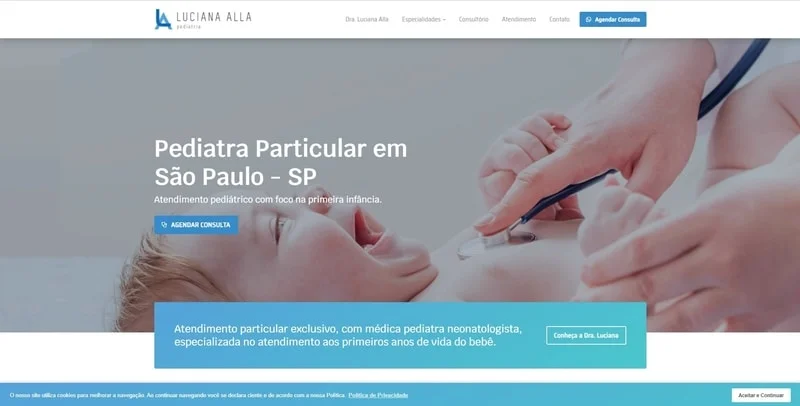 LUCIANA ALLA
pediatria
Dra. Luciana Alla Especialidades Consultório Atendimento Contato Agendar Consulta
Pediatra Particular em
São Paulo - SP
Atendimento pediátrico com foco na primeira infância.
AGENDAR CONSULTA
Atendimento particular exclusivo, com médica pediatra neonatologista,
especializada no atendimento aos primeiros anos de vida do bebê.
Conheça a Dra. Luciana
O nosso site utiliza cookies para melhorar a navegação. Ao continuar navegando você se declara ciente e de acordo com a nossa Política. Política de Privacidade
Aceitar e Continuar